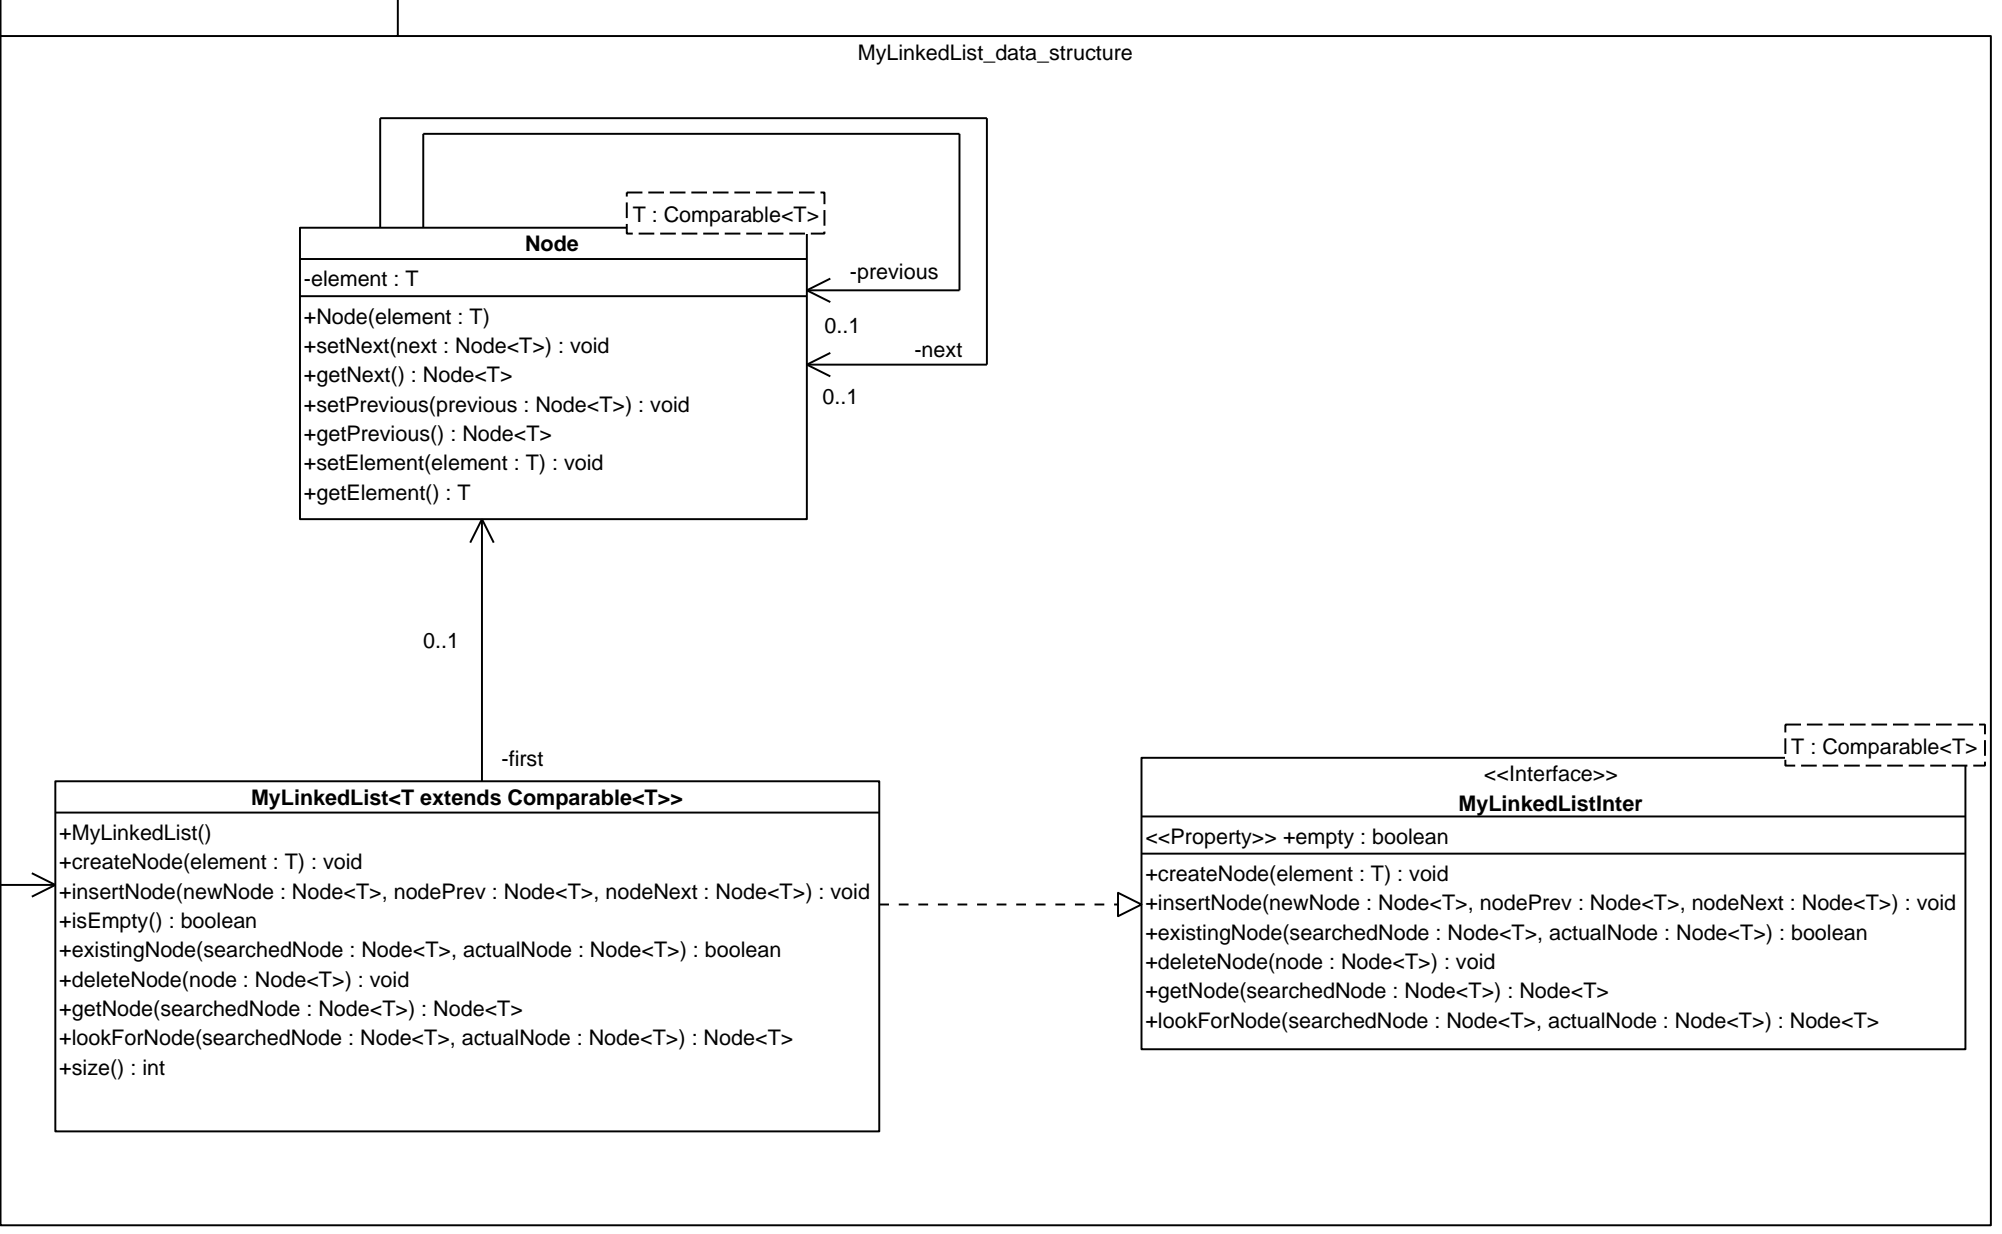 MyLinkedList_data_structure
T : Comparable<T>
Node
-element : T
+Node(element : T)
+setNext(next : Node<T>) : void
+getNext() : Node<T>
+setPrevious(previous : Node<T>) : void
+getPrevious() : Node<T>
+setElement(element : T) : void
+getElement() : T
-previous
0..1
-next
0..1
0..1
-first
MyLinkedList<T extends Comparable<T>>
+MyLinkedList()
+createNode(element : T) : void
+insertNode(newNode : Node<T>, nodePrev : Node<T>, nodeNext : Node<T>) : void
+isEmpty() : boolean
+existingNode(searchedNode : Node<T>, actualNode : Node<T>) : boolean
+deleteNode(node : Node<T>) : void
+getNode(searchedNode : Node<T>) : Node<T>
+lookForNode(searchedNode : Node<T>, actualNode : Node<T>) : Node<T>
+size() : int
T : Comparable<T>
<<Interface>>
MyLinkedListInter
<<Property>> +empty : boolean
+createNode(element : T) : void
+insertNode(newNode : Node<T>, nodePrev : Node<T>, nodeNext : Node<T>) : void
+existingNode(searchedNode : Node<T>, actualNode : Node<T>) : boolean
+deleteNode(node : Node<T>) : void
+getNode(searchedNode : Node<T>) : Node<T>
+lookForNode(searchedNode : Node<T>, actualNode : Node<T>) : Node<T>